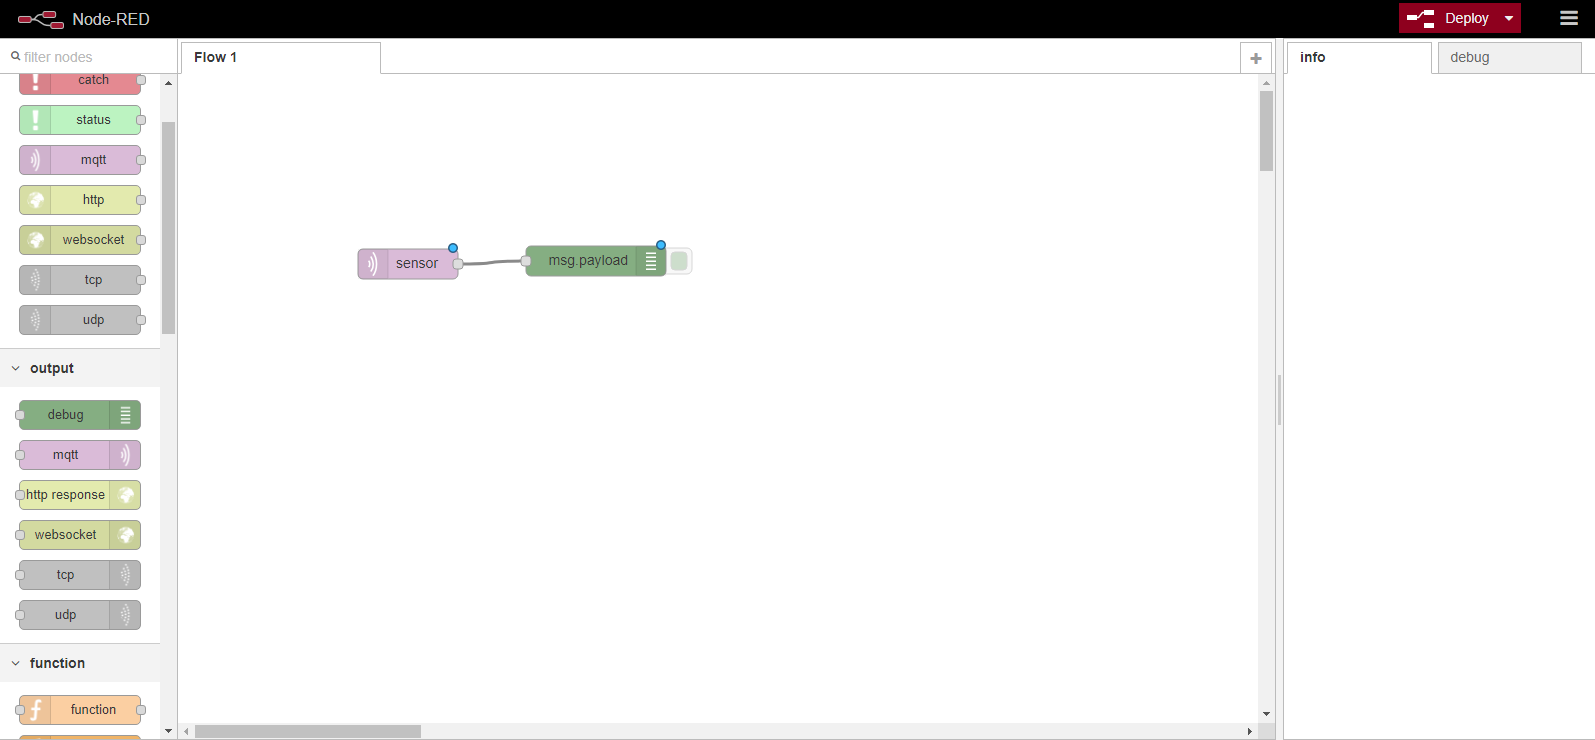 Node-RED
Deploy
filter nodes
Flow 1
info
debug
catch
status
mqtt
http
websocket
tcp
udp
output
debug
mqtt
http response
websocket
tcp
udp
function
function
sensor
msg.payload